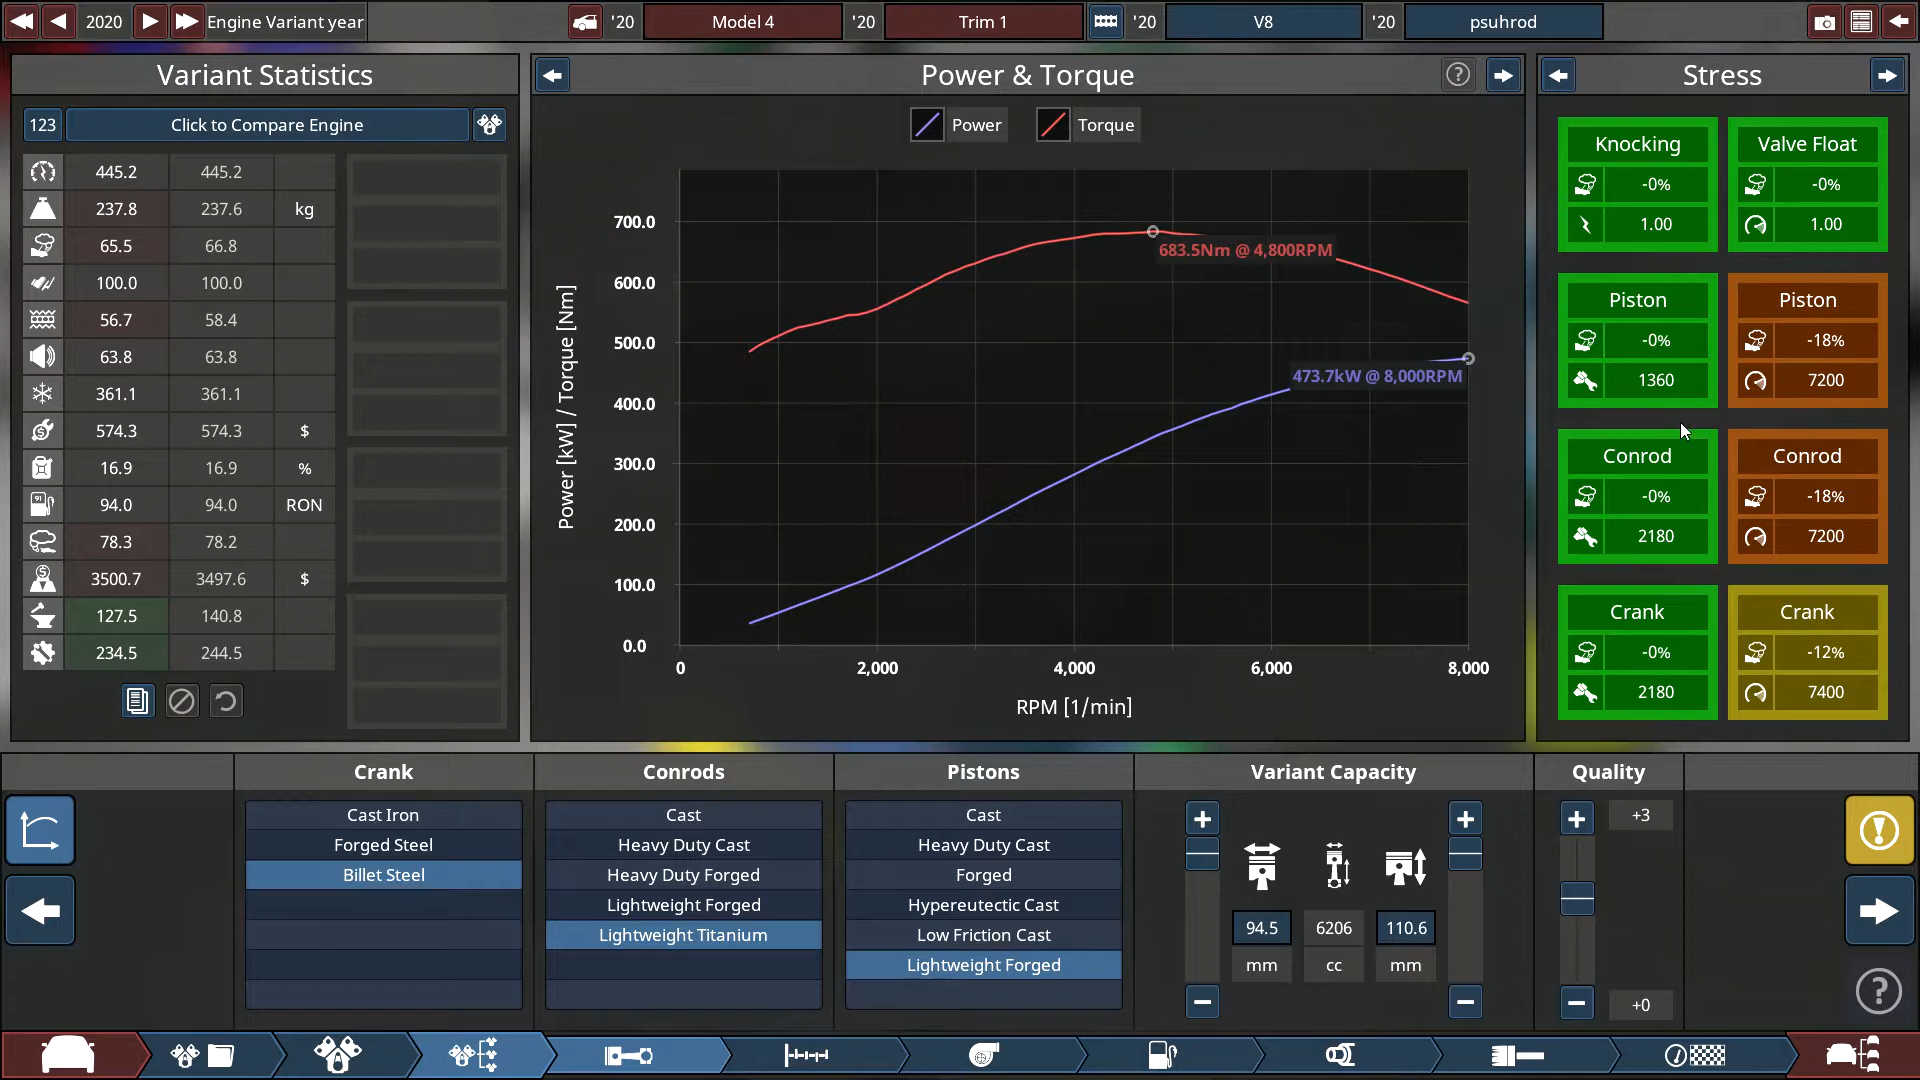 2020 Engine Variant year '20 Model 4 '20 Trim 1 '20 V8 '20 psuhrod
Variant Statistics
123 Click to Compare Engine
445.2 445.2
237.8 237.6 kg
65.5 66.8
100.0 100.0
56.7 58.4
63.8 63.8
361.1 361.1
574.3 574.3 $
16.9 16.9 %
94.0 94.0 RON
78.3 78.2
3500.7 3497.6 $
127.5 140.8
234.5 244.5
Power & Torque ?
Power Torque
Power [kW] / Torque [Nm]
700.0
600.0
500.0
400.0
300.0
200.0
100.0
0.0
683.5Nm @ 4,800RPM
473.7kW @ 8,000RPM
0 2,000 4,000 6,000 8,000
RPM [1/min]
Stress
Knocking Valve Float
-0% -0%
1.00 1.00
Piston Piston
-0% -18%
1360 7200
Conrod Conrod
-0% -18%
2180 7200
Crank Crank
-0% -12%
2180 7400
Crank
Cast Iron
Forged Steel
Billet Steel
Conrods
Cast
Heavy Duty Cast
Heavy Duty Forged
Lightweight Forged
Lightweight Titanium
Pistons
Cast
Heavy Duty Cast
Forged
Hypereutectic Cast
Low Friction Cast
Lightweight Forged
Variant Capacity
94.5 6206 110.6
mm cc mm
Quality
+3
+0
?